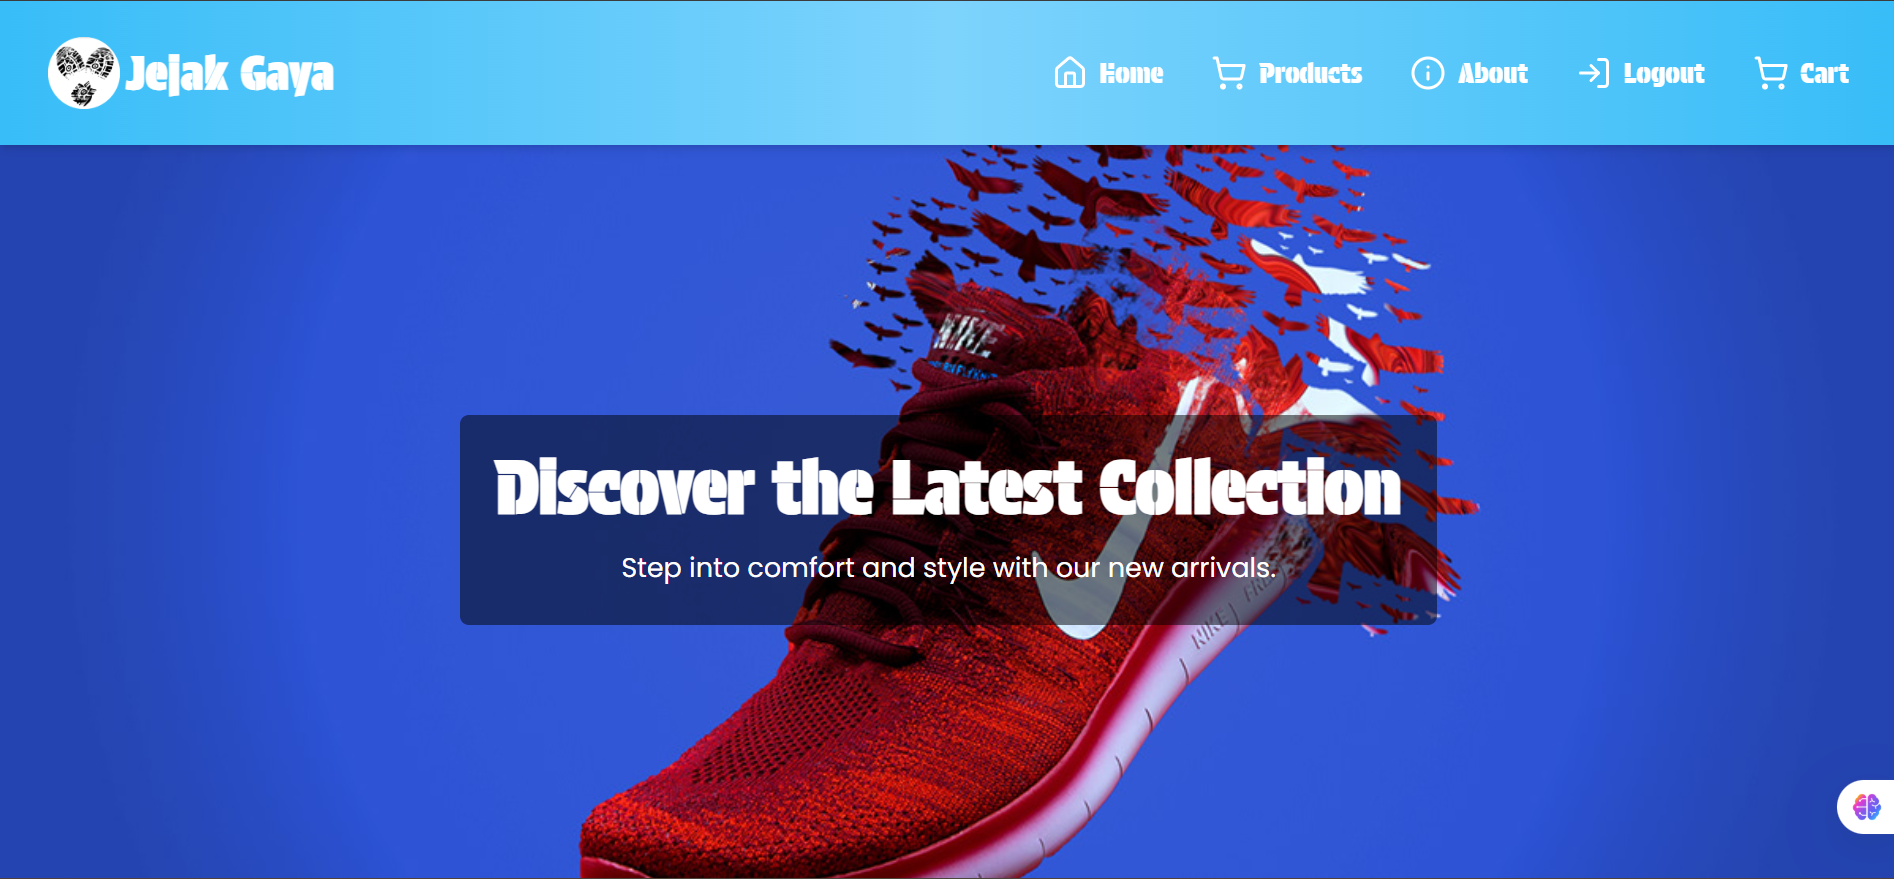 Jejak Gaya
Home
Products
About
Logout
Cart
NIKE
Discover the Latest Collection
Step into comfort and style with our new arrivals.
NIKE FREE